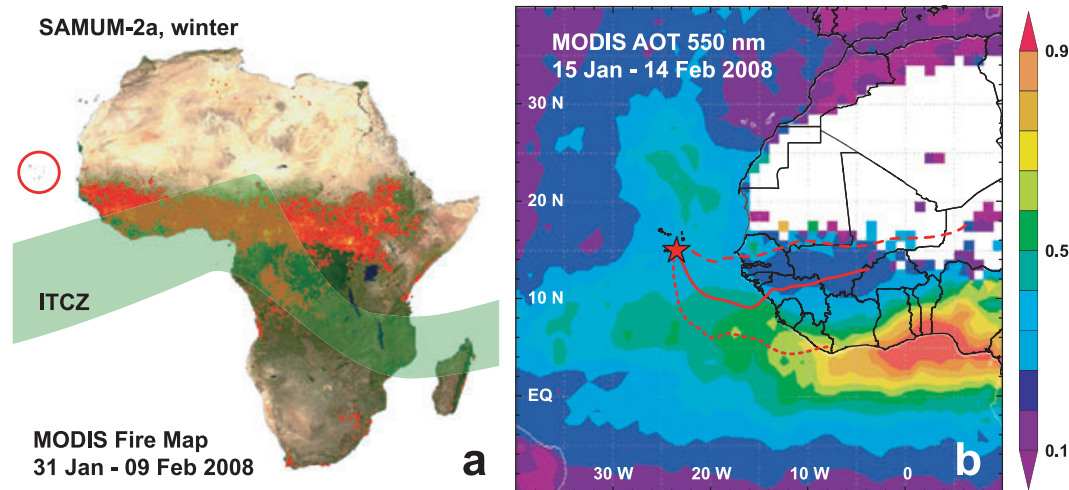 SAMUM-2a, winter
ITCZ
MODIS Fire Map
31 Jan - 09 Feb 2008
a
MODIS AOT 550 nm
15 Jan - 14 Feb 2008
30 N
20 N
10 N
EQ
30 W
20 W
10 W
0
b
0.9
0.5
0.1